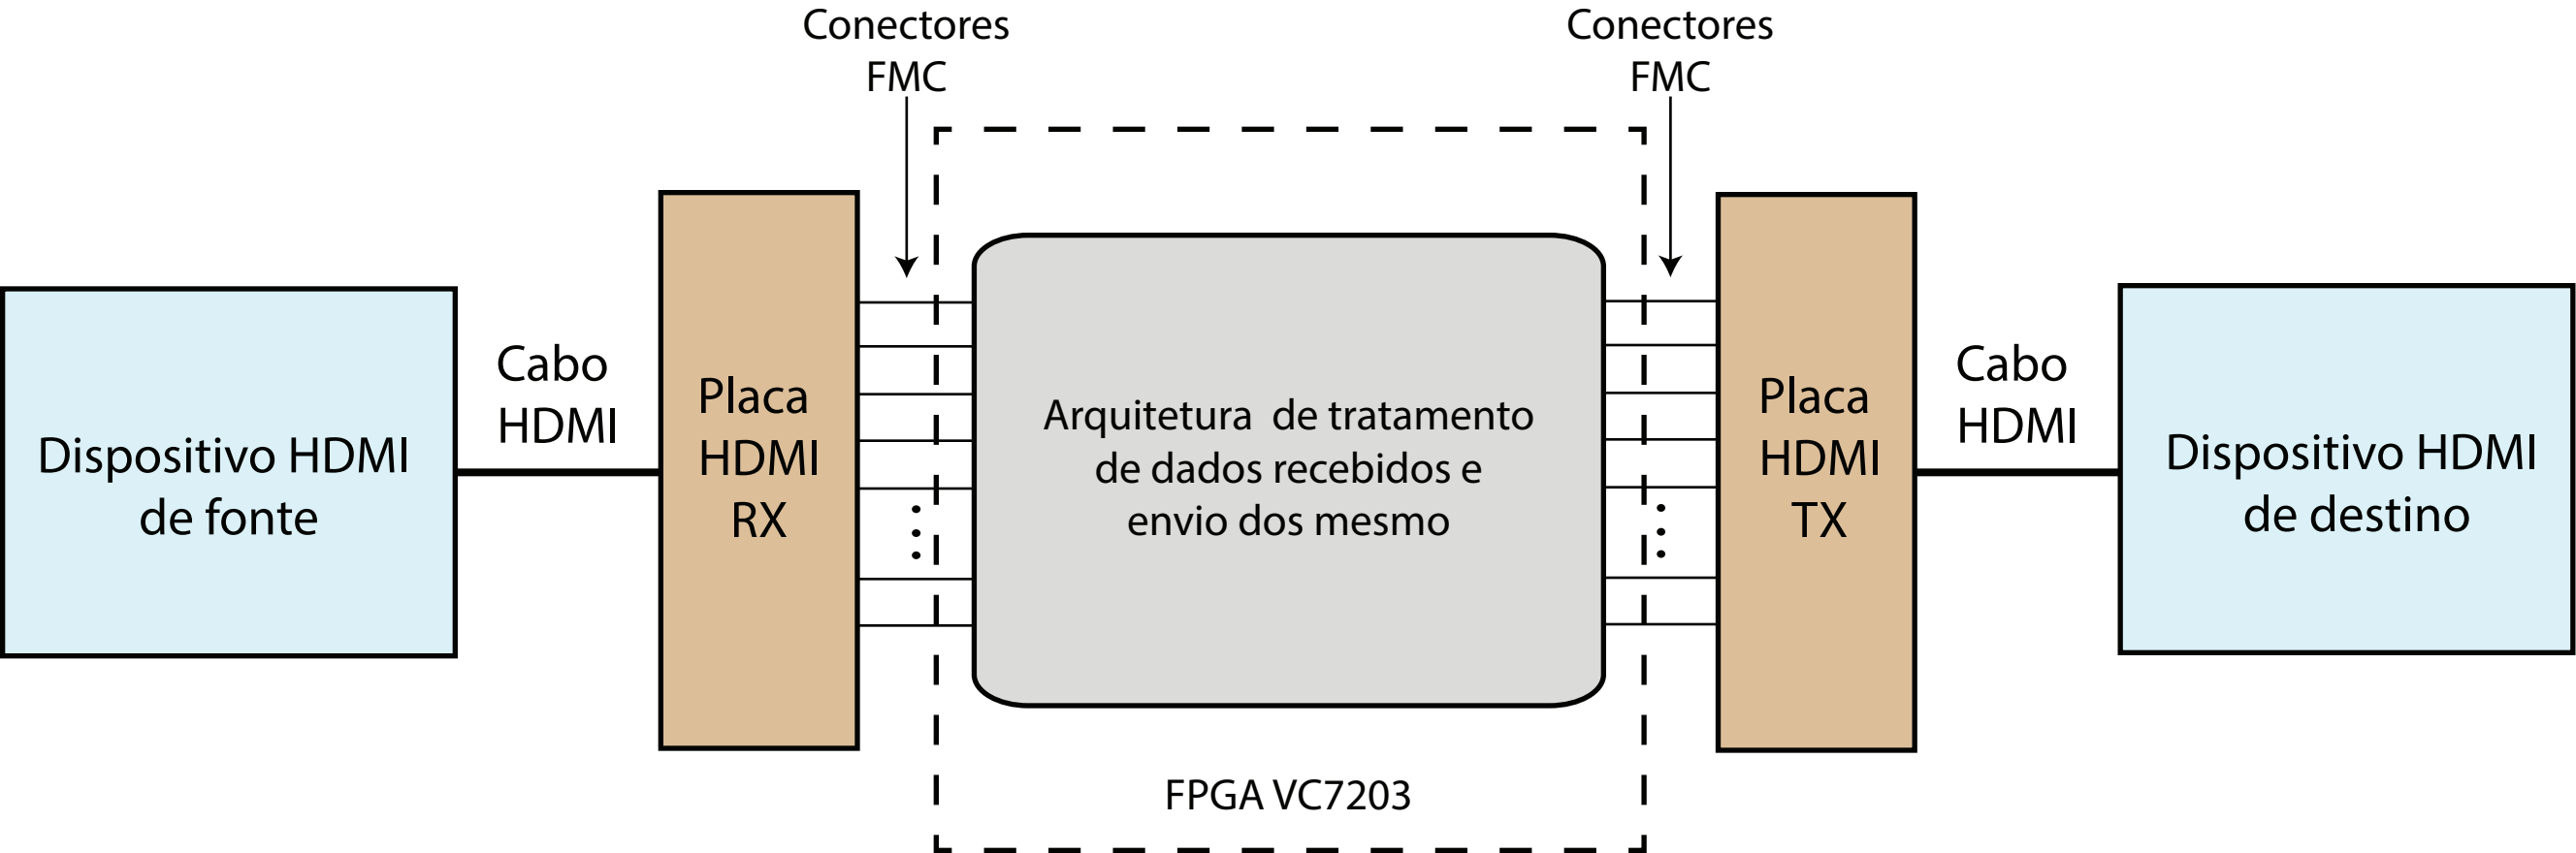 Conectores
FMC
Conectores
FMC
Dispositivo HDMI
de fonte
Cabo
HDMI
Placa
HDMI
RX
Arquitetura de tratamento
de dados recebidos e
envio dos mesmo
FPGA VC7203
Placa
HDMI
TX
Cabo
HDMI
Dispositivo HDMI
de destino